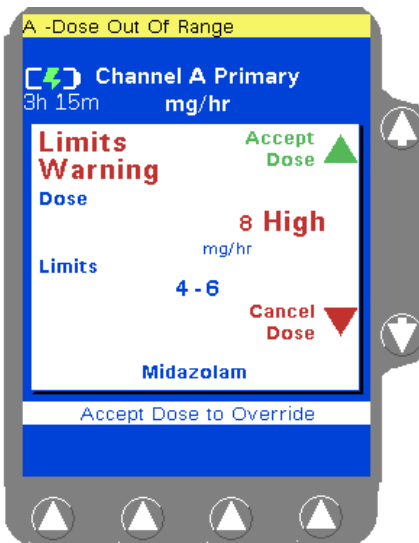 A -Dose Out Of Range
Channel A Primary
3h 15m mg/hr
Limits
Warning
Accept
Dose
Dose
8 High
mg/hr
Limits
4 - 6
Cancel
Dose
Midazolam
Accept Dose to Override